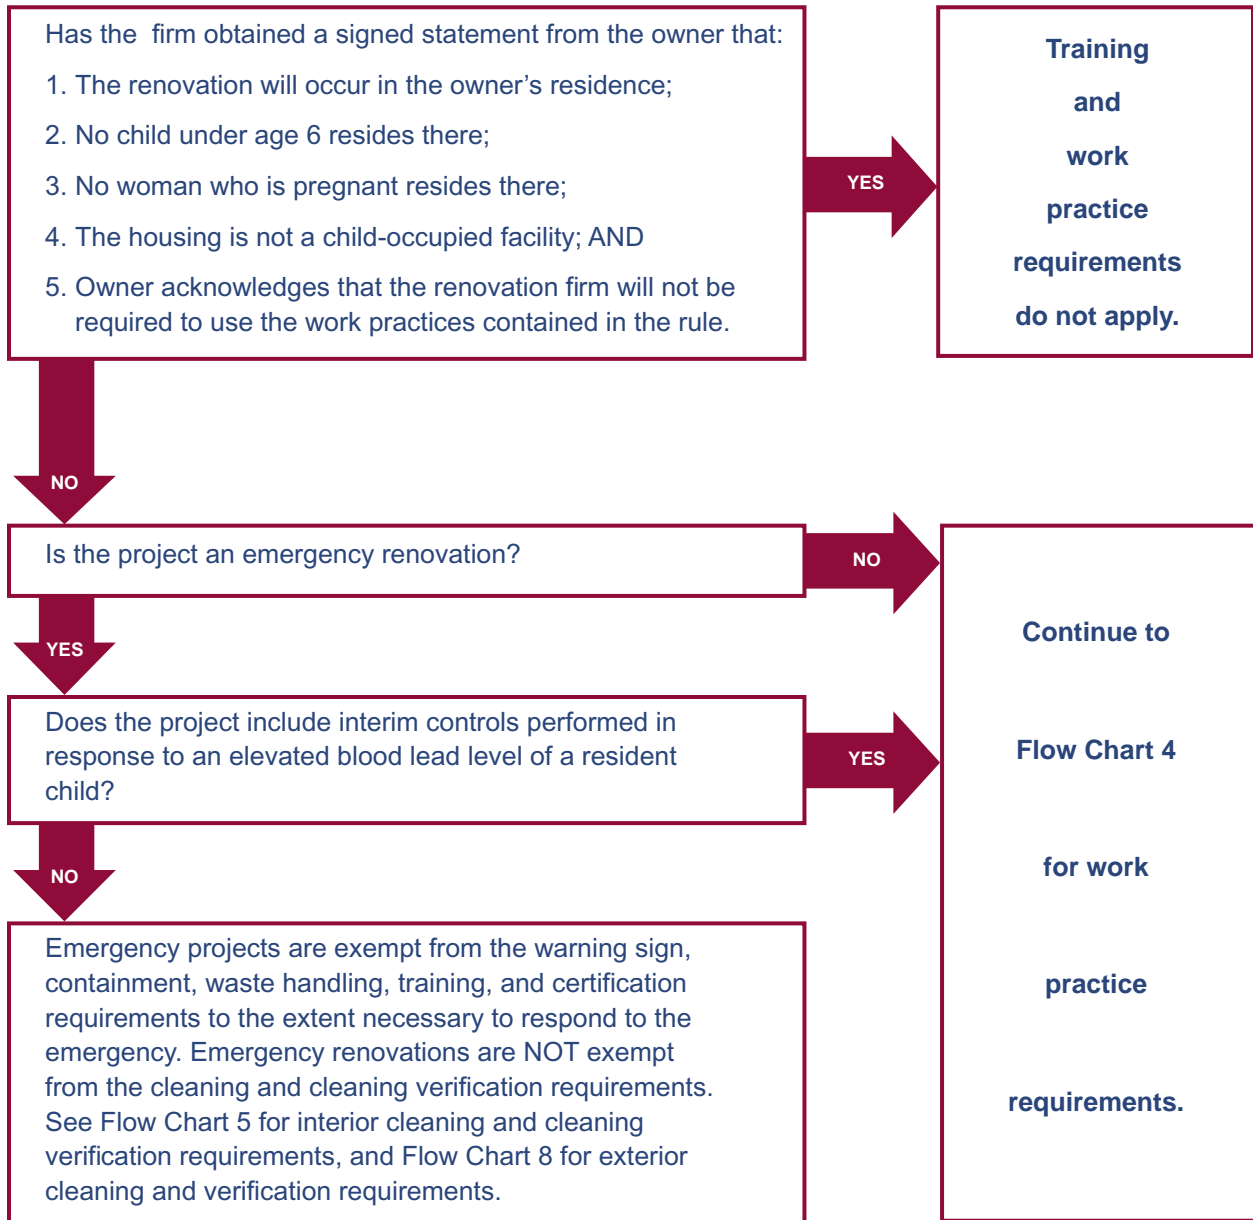 Has the firm obtained a signed statement from the owner that:
1. The renovation will occur in the owner’s residence;
2. No child under age 6 resides there;
3. No woman who is pregnant resides there;
4. The housing is not a child-occupied facility; AND
5. Owner acknowledges that the renovation firm will not be
required to use the work practices contained in the rule.
YES
Training
and
work
practice
requirements
do not apply.
NO
Is the project an emergency renovation?
NO
YES
Does the project include interim controls performed in
response to an elevated blood lead level of a resident
child?
YES
Continue to
Flow Chart 4
for work
practice
requirements.
NO
Emergency projects are exempt from the warning sign,
containment, waste handling, training, and certification
requirements to the extent necessary to respond to the
emergency. Emergency renovations are NOT exempt
from the cleaning and cleaning verification requirements.
See Flow Chart 5 for interior cleaning and cleaning
verification requirements, and Flow Chart 8 for exterior
cleaning and verification requirements.